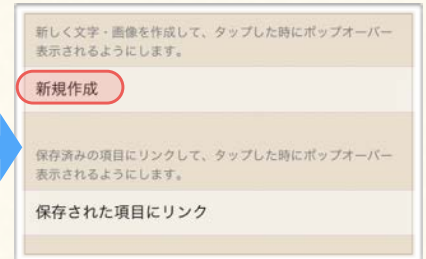 新しく文字・画像を作成して、タップした時にポップオーバー
表示されるようにします。
新規作成
保存済みの項目にリンクして、タップした時にポップオーバー
表示されるようにします。
保存された項目にリンク